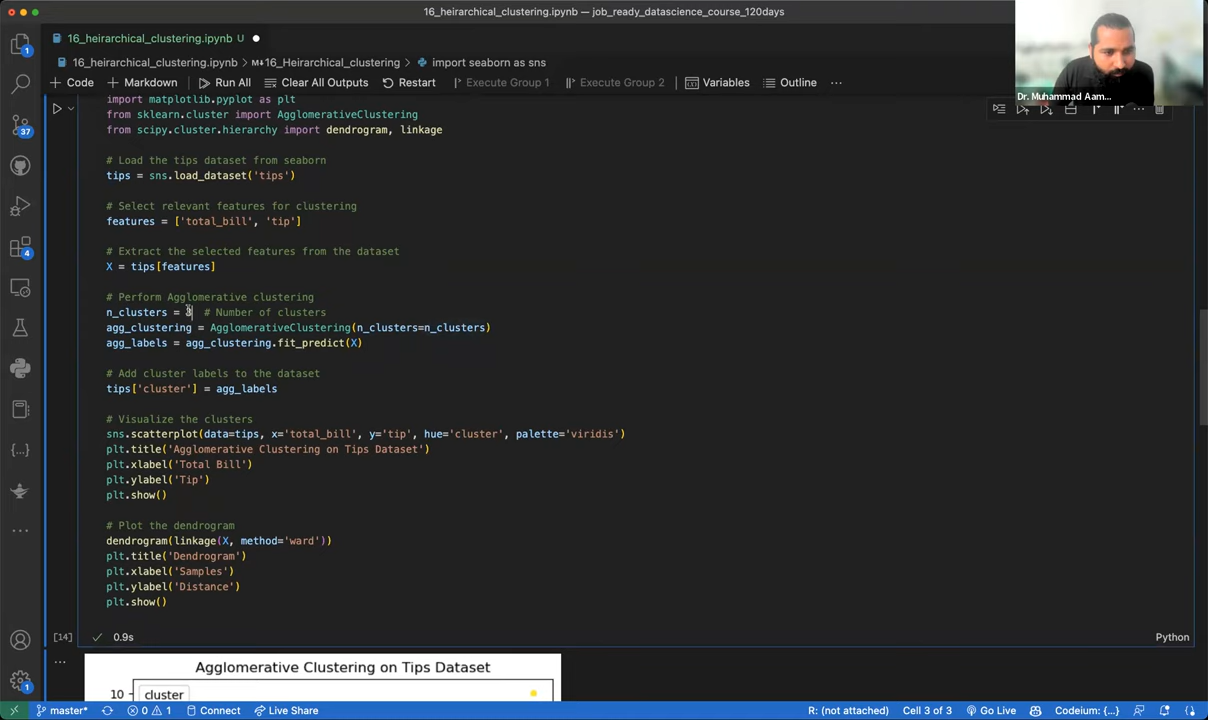 16_heirarchical_clustering.ipynb — job_ready_datascience_course_120days
16_heirarchical_clustering.ipynb U
16_heirarchical_clustering.ipynb > M↓16_Heirarchical_clustering > import seaborn as sns
+ Code + Markdown Run All Clear All Outputs Restart Execute Group 1 Execute Group 2 Variables Outline ...
Dr. Muhammad Aam...
import matplotlib.pyplot as plt
from sklearn.cluster import AgglomerativeClustering
from scipy.cluster.hierarchy import dendrogram, linkage
# Load the tips dataset from seaborn
tips = sns.load_dataset('tips')
# Select relevant features for clustering
features = ['total_bill', 'tip']
# Extract the selected features from the dataset
X = tips[features]
# Perform Agglomerative clustering
n_clusters = # Number of clusters
agg_clustering = AgglomerativeClustering(n_clusters=n_clusters)
agg_labels = agg_clustering.fit_predict(X)
# Add cluster labels to the dataset
tips['cluster'] = agg_labels
# Visualize the clusters
sns.scatterplot(data=tips, x='total_bill', y='tip', hue='cluster', palette='viridis')
plt.title('Agglomerative Clustering on Tips Dataset')
plt.xlabel('Total Bill')
plt.ylabel('Tip')
plt.show()
# Plot the dendrogram
dendrogram(linkage(X, method='ward'))
plt.title('Dendrogram')
plt.xlabel('Samples')
plt.ylabel('Distance')
plt.show()
[14] ✓ 0.9s Python
Agglomerative Clustering on Tips Dataset
10
cluster
1
37
4
1
master* 0 1 Connect Live Share R: (not attached) Cell 3 of 3 Go Live Codeium: {...}